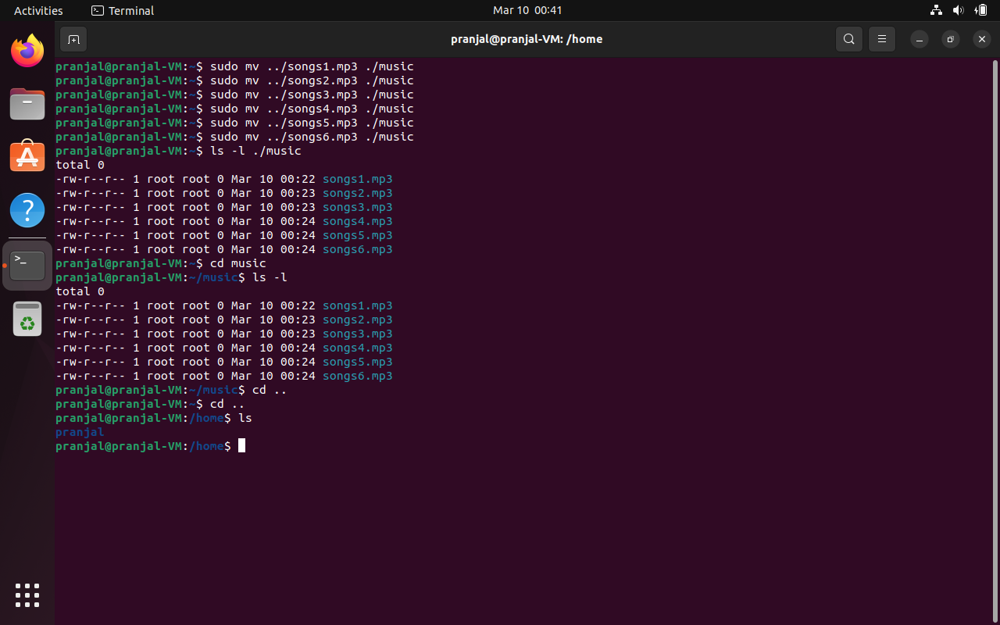 Activities Terminal Mar 10 00:41
pranjal@pranjal-VM: /home
pranjal@pranjal-VM:~$ sudo mv ../songs1.mp3 ./music
pranjal@pranjal-VM:~$ sudo mv ../songs2.mp3 ./music
pranjal@pranjal-VM:~$ sudo mv ../songs3.mp3 ./music
pranjal@pranjal-VM:~$ sudo mv ../songs4.mp3 ./music
pranjal@pranjal-VM:~$ sudo mv ../songs5.mp3 ./music
pranjal@pranjal-VM:~$ sudo mv ../songs6.mp3 ./music
pranjal@pranjal-VM:~$ ls -l ./music
total 0
-rw-r--r-- 1 root root 0 Mar 10 00:22 songs1.mp3
-rw-r--r-- 1 root root 0 Mar 10 00:23 songs2.mp3
-rw-r--r-- 1 root root 0 Mar 10 00:23 songs3.mp3
-rw-r--r-- 1 root root 0 Mar 10 00:24 songs4.mp3
-rw-r--r-- 1 root root 0 Mar 10 00:24 songs5.mp3
-rw-r--r-- 1 root root 0 Mar 10 00:24 songs6.mp3
pranjal@pranjal-VM:~$ cd music
pranjal@pranjal-VM:~/music$ ls -l
total 0
-rw-r--r-- 1 root root 0 Mar 10 00:22 songs1.mp3
-rw-r--r-- 1 root root 0 Mar 10 00:23 songs2.mp3
-rw-r--r-- 1 root root 0 Mar 10 00:23 songs3.mp3
-rw-r--r-- 1 root root 0 Mar 10 00:24 songs4.mp3
-rw-r--r-- 1 root root 0 Mar 10 00:24 songs5.mp3
-rw-r--r-- 1 root root 0 Mar 10 00:24 songs6.mp3
pranjal@pranjal-VM:~/music$ cd ..
pranjal@pranjal-VM:~$ cd ..
pranjal@pranjal-VM:/home$ ls
pranjal
pranjal@pranjal-VM:/home$